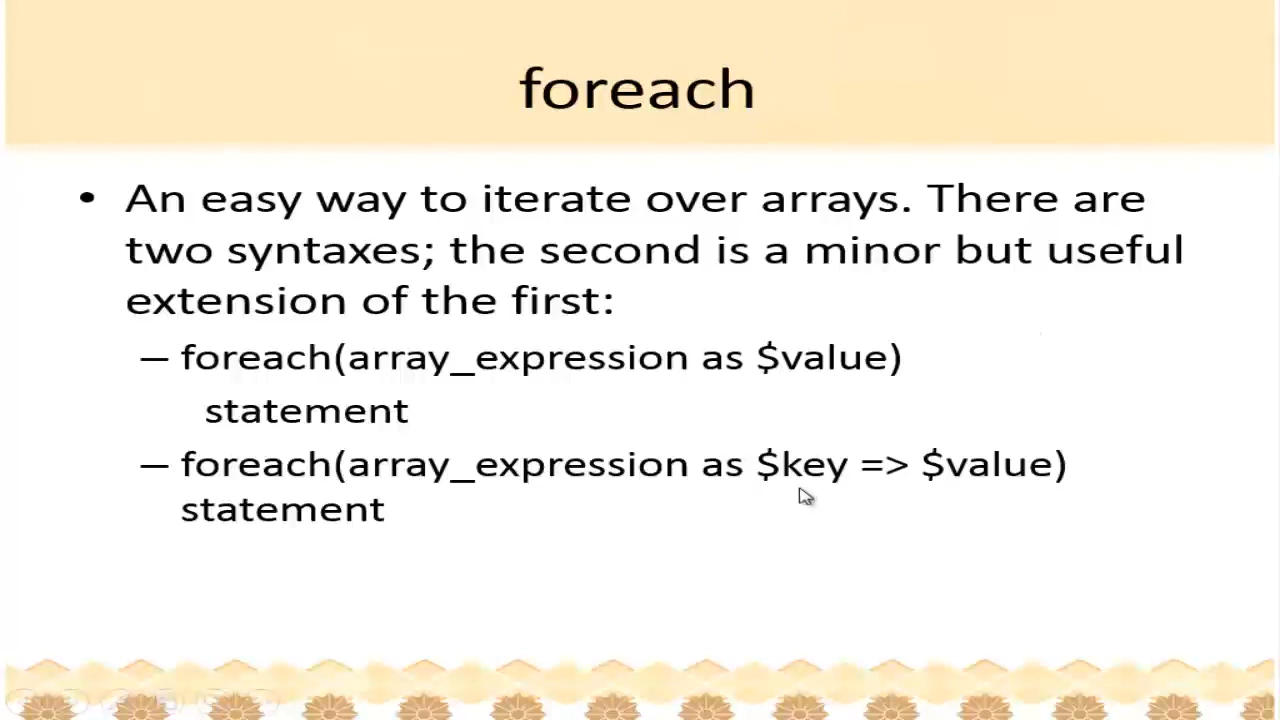 foreach
• An easy way to iterate over arrays. There are
two syntaxes; the second is a minor but useful
extension of the first:
– foreach(array_expression as $value)
statement
– foreach(array_expression as $key => $value)
statement